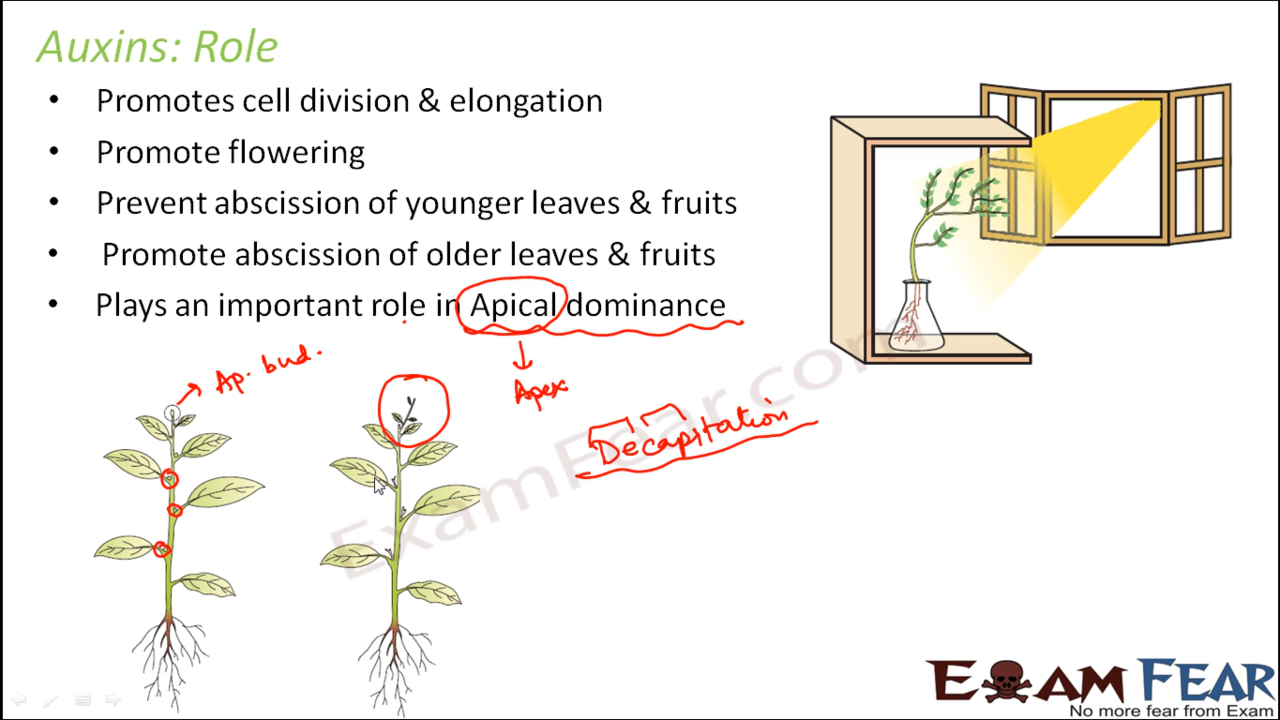 Auxins: Role
• Promotes cell division & elongation
• Promote flowering
• Prevent abscission of younger leaves & fruits
• Promote abscission of older leaves & fruits
• Plays an important role in Apical dominance
Ap. bud.
Apex
Decapitation
ExamFear.com
EXAM FEAR
No more fear from Exam